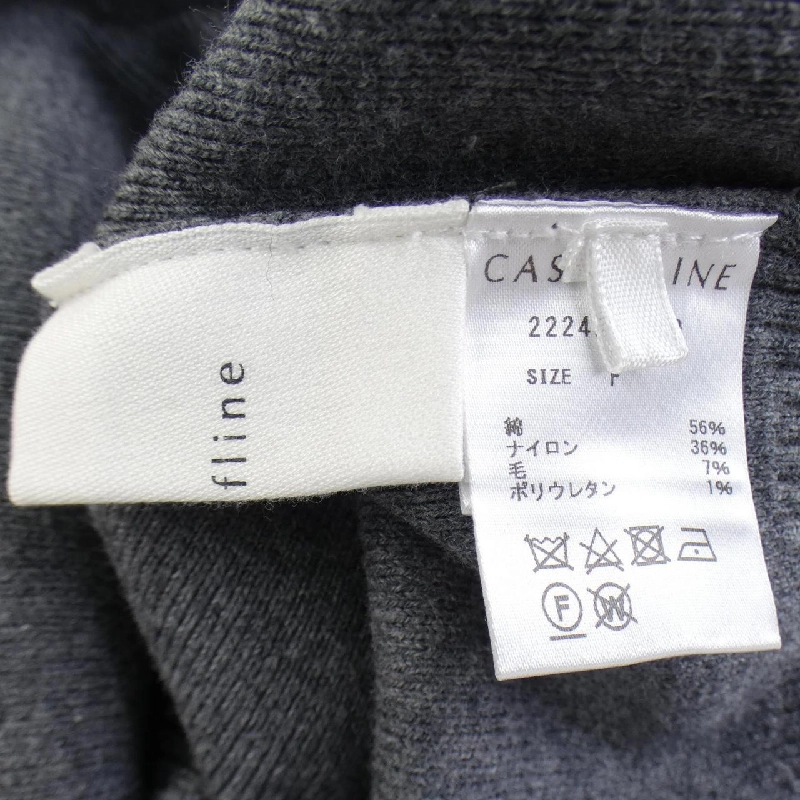 fline
CAS INE
2224
SIZE F
綿 56%
ナイロン 36%
毛 7%
ポリウレタン 1%
F W